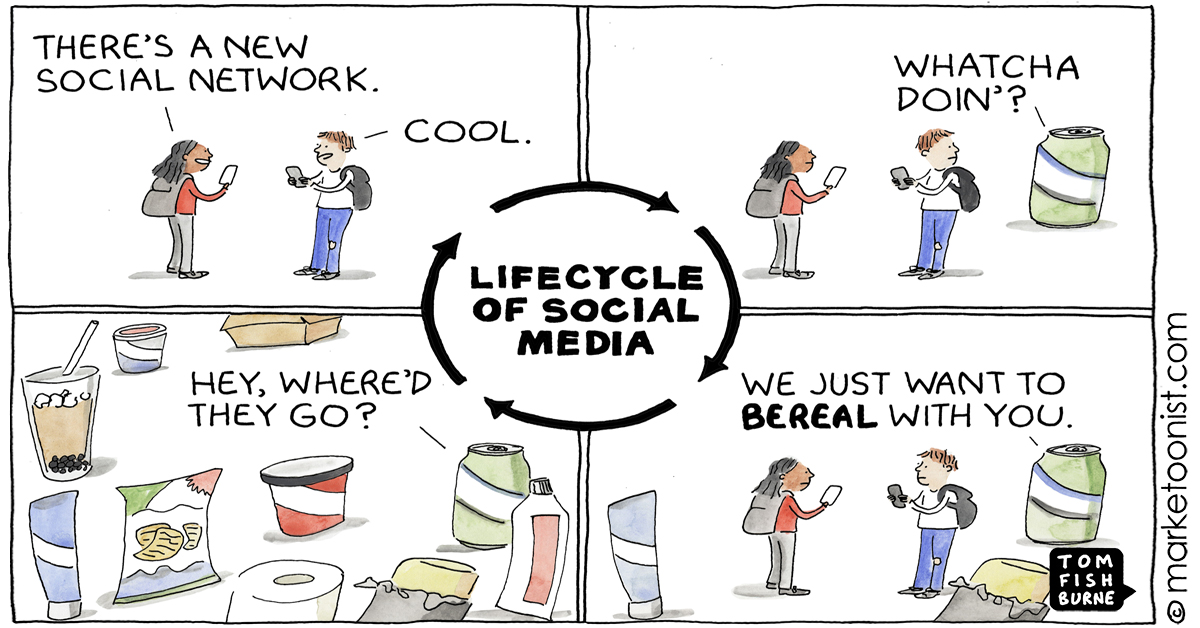 THERE'S A NEW
SOCIAL NETWORK.
COOL.
WHATCHA
DOIN'?
LIFECYCLE
OF SOCIAL
MEDIA
WE JUST WANT TO
BEREAL WITH YOU.
HEY, WHERE'D
THEY GO?
TOM
FISH
BURNE
© marketoonist.com